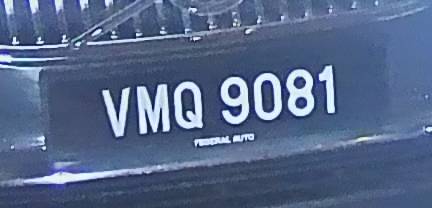 VMQ 9081
FEDERAL AUTO